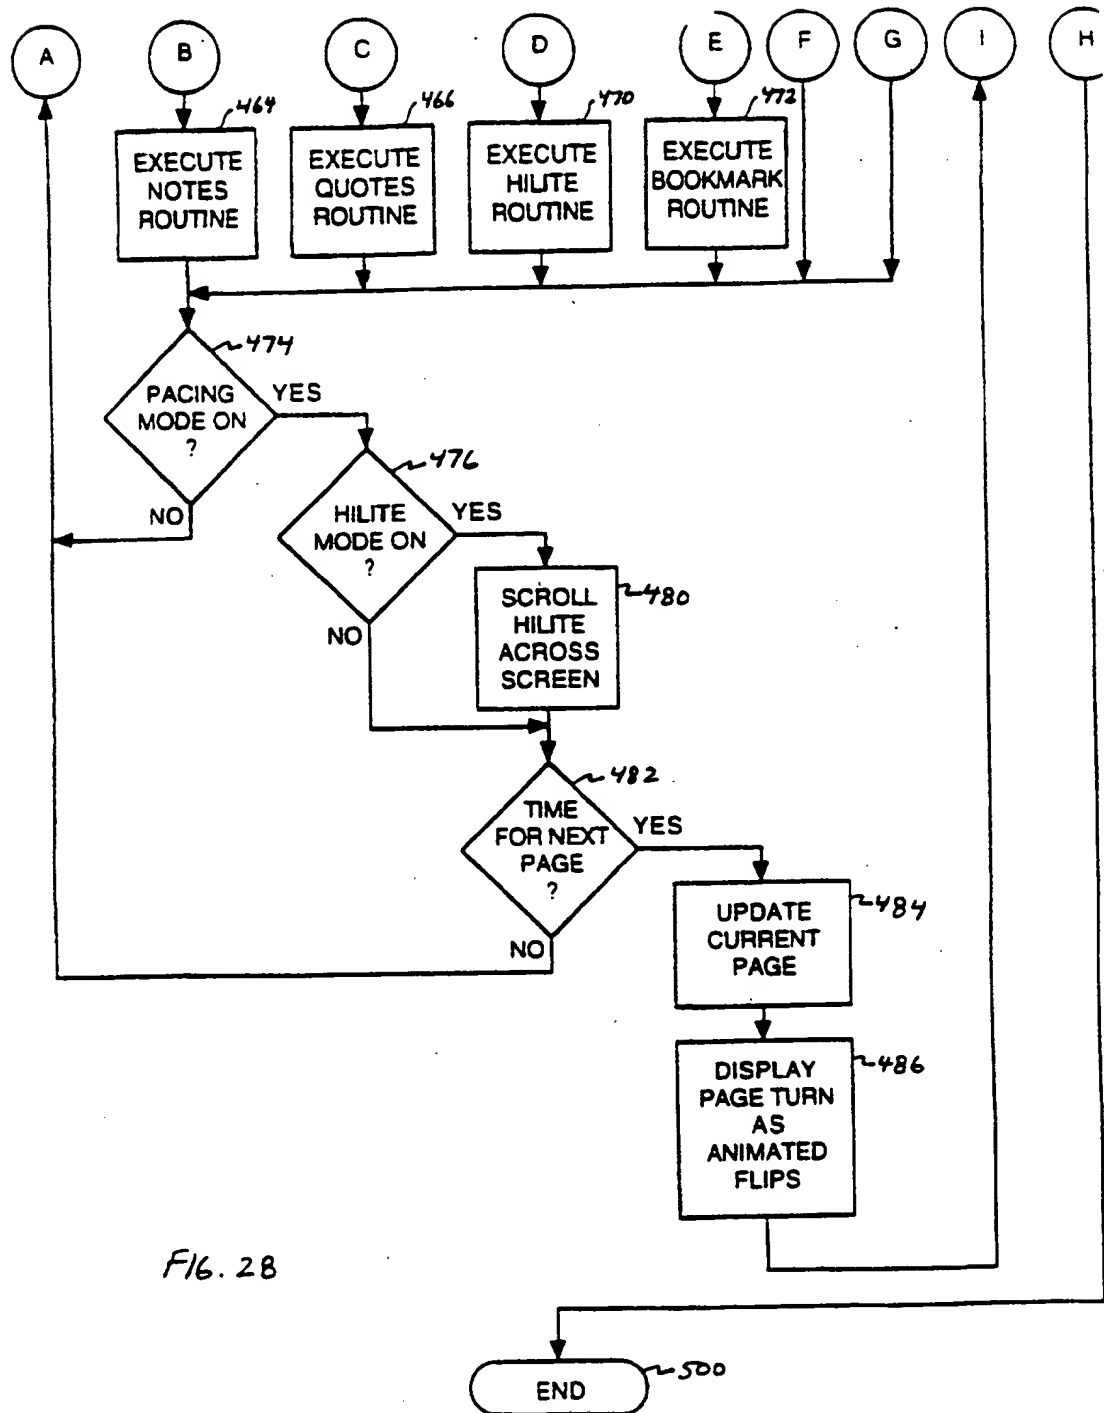 A
B
C
D
E
F
G
I
H
464
466
470
472
EXECUTE
NOTES
ROUTINE
EXECUTE
QUOTES
ROUTINE
EXECUTE
HILITE
ROUTINE
EXECUTE
BOOKMARK
ROUTINE
474
PACING
MODE ON
?
YES
NO
476
HILITE
MODE ON
?
YES
NO
480
SCROLL
HILITE
ACROSS
SCREEN
482
TIME
FOR NEXT
PAGE
?
YES
NO
484
UPDATE
CURRENT
PAGE
486
DISPLAY
PAGE TURN
AS
ANIMATED
FLIPS
FIG. 28
500
END